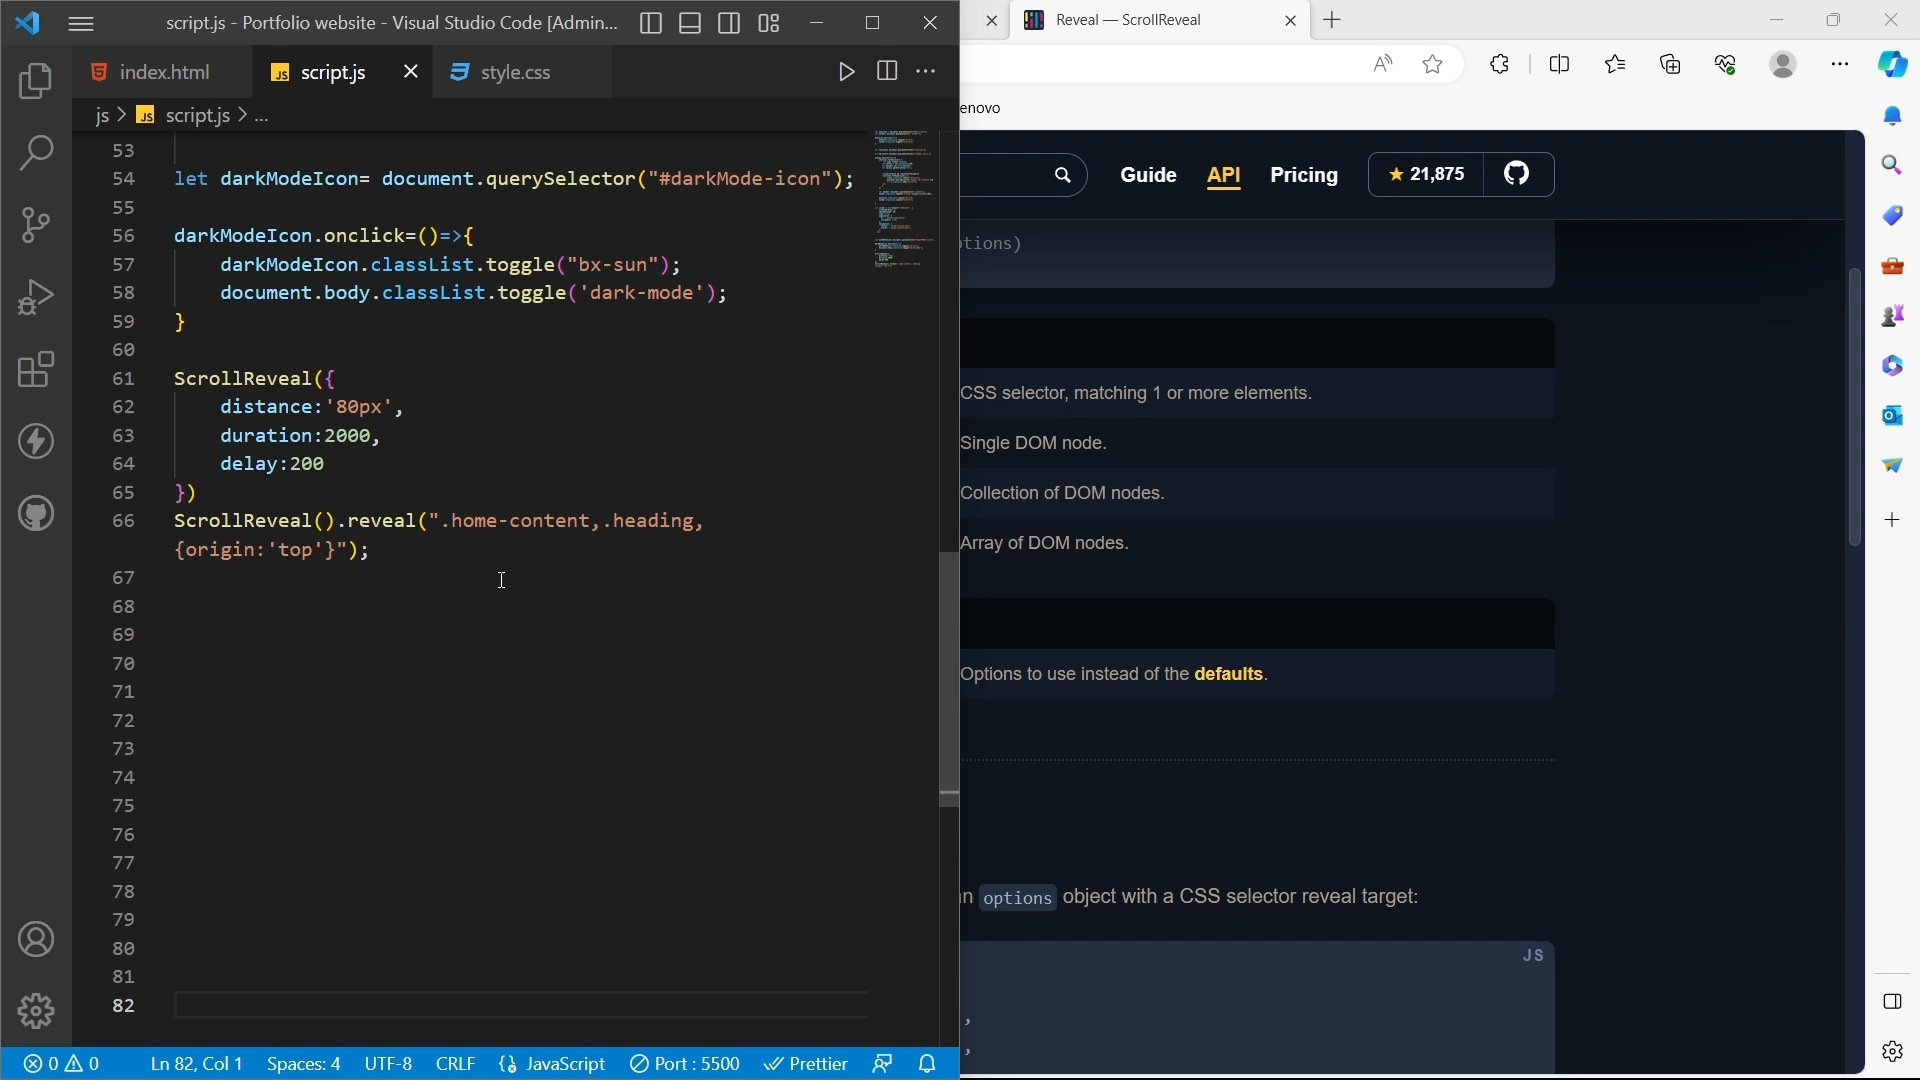 script.js - Portfolio website - Visual Studio Code [Admin...
index.html
JS script.js
style.css
js > JS script.js > ...
53
54 let darkModeIcon= document.querySelector("#darkMode-icon");
55
56 darkModeIcon.onclick=()=>{
57 darkModeIcon.classList.toggle("bx-sun");
58 document.body.classList.toggle('dark-mode');
59 }
60
61 ScrollReveal({
62 distance:'80px',
63 duration:2000,
64 delay:200
65 })
66 ScrollReveal().reveal(".home-content,.heading,
{origin:'top'}");
67
68
69
70
71
72
73
74
75
76
77
78
79
80
81
82
0 0 Ln 82, Col 1 Spaces: 4 UTF-8 CRLF {} JavaScript Port : 5500 Prettier
Reveal — ScrollReveal
enovo
Guide API Pricing ★ 21,875
tions)
CSS selector, matching 1 or more elements.
Single DOM node.
Collection of DOM nodes.
Array of DOM nodes.
Options to use instead of the defaults.
n options object with a CSS selector reveal target:
JS
,
,